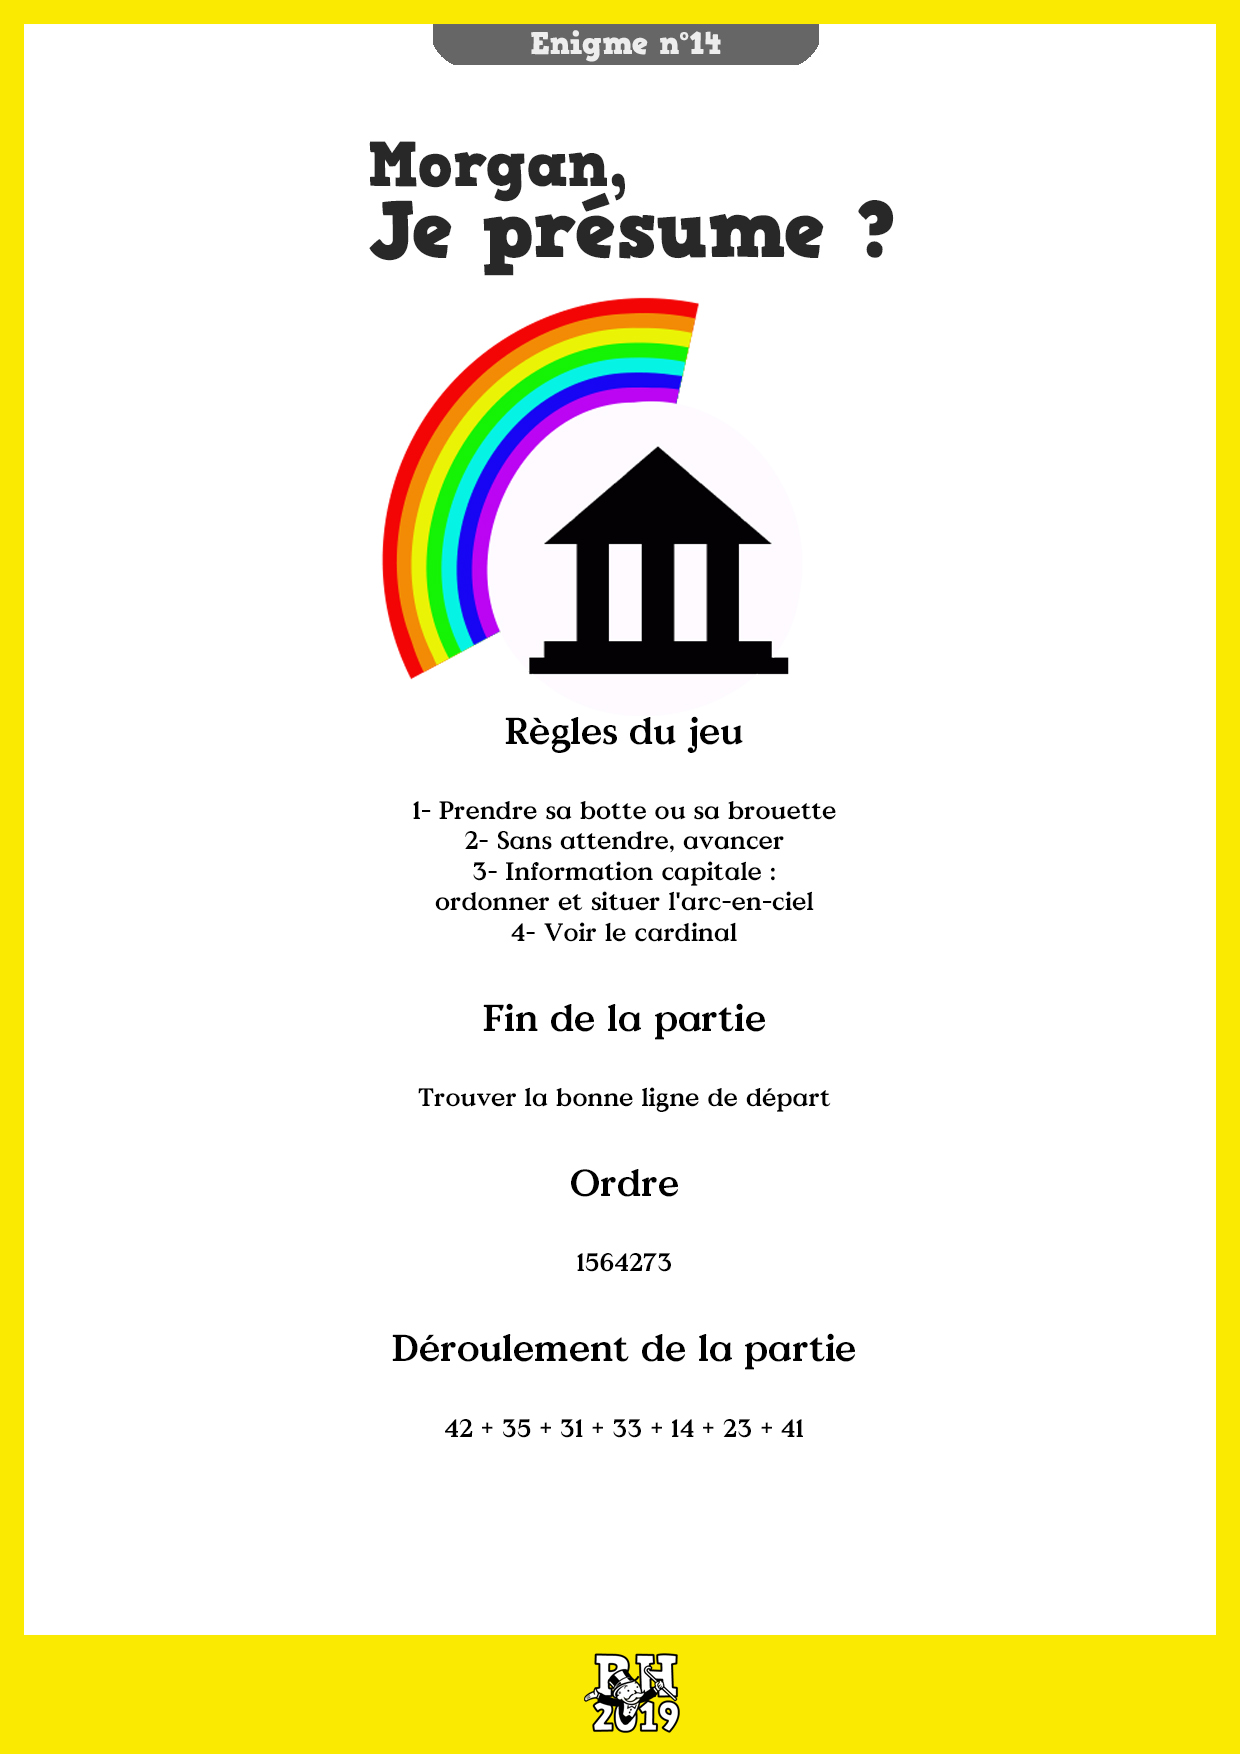 Enigme n°14
Morgan,
Je présume ?
Règles du jeu
1- Prendre sa botte ou sa brouette
2- Sans attendre, avancer
3- Information capitale :
ordonner et situer l'arc-en-ciel
4- Voir le cardinal
Fin de la partie
Trouver la bonne ligne de départ
Ordre
1564273
Déroulement de la partie
42 + 35 + 31 + 33 + 14 + 23 + 41
RH
2019